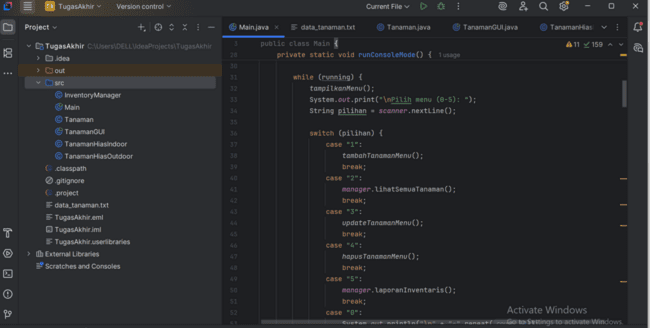 TA TugasAkhir Version control Current File
Project
TugasAkhir C:\Users\DELL\IdeaProjects\TugasAkhir
.idea
out
src
InventoryManager
Main
Tanaman
TanamanGUI
TanamanHiasIndoor
TanamanHiasOutdoor
.classpath
.gitignore
.project
data_tanaman.txt
TugasAkhir.eml
TugasAkhir.iml
TugasAkhir.userlibraries
External Libraries
Scratches and Consoles
Main.java data_tanaman.txt Tanaman.java TanamanGUI.java TanamanHias
11 159
public class Main {
private static void runConsoleMode() { 1 usage
while (running) {
tampilkanMenu();
System.out.print("\nPilih menu (0-5): ");
String pilihan = scanner.nextLine();
switch (pilihan) {
case "1":
tambahTanamanMenu();
break;
case "2":
manager.lihatSemuaTanaman();
break;
case "3":
updateTanamanMenu();
break;
case "4":
hapusTanamanMenu();
break;
case "5":
manager.laporanInventaris();
break;
case "0":
Activate Windows
Go to Settings to activate Windows.